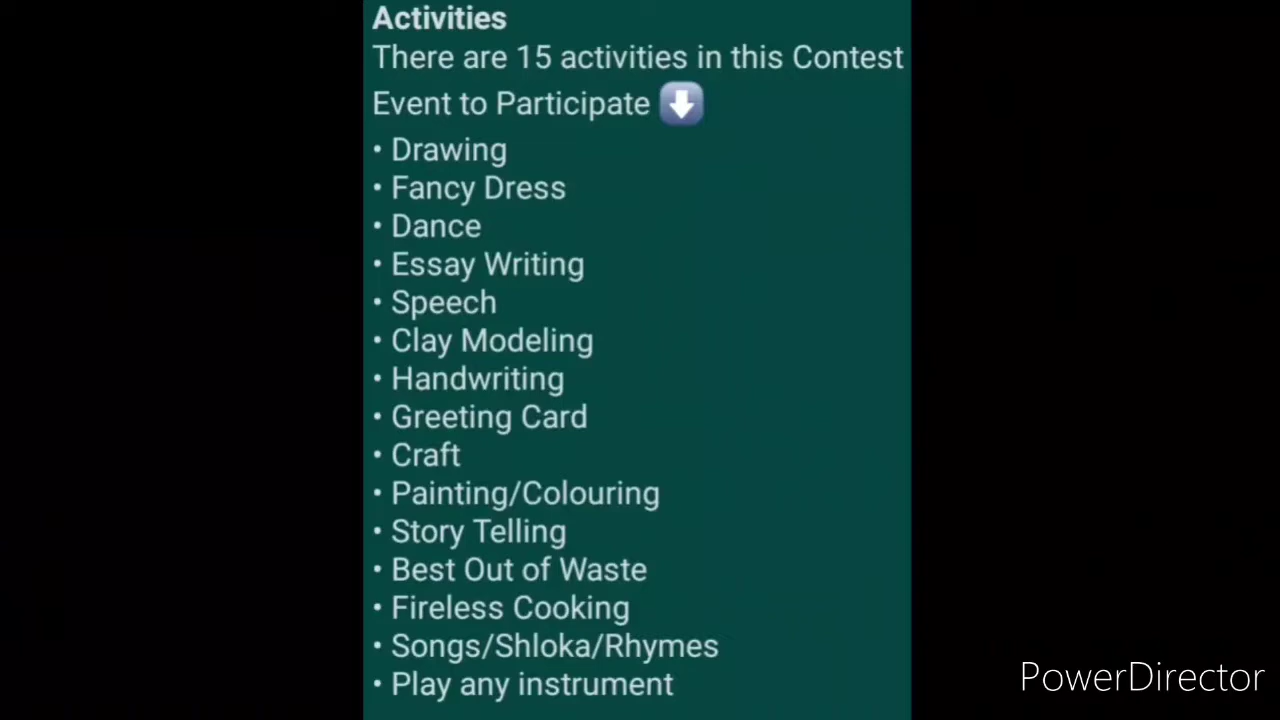 Activities
There are 15 activities in this Contest
Event to Participate ⬇️
• Drawing
• Fancy Dress
• Dance
• Essay Writing
• Speech
• Clay Modeling
• Handwriting
• Greeting Card
• Craft
• Painting/Colouring
• Story Telling
• Best Out of Waste
• Fireless Cooking
• Songs/Shloka/Rhymes
• Play any instrument
PowerDirector